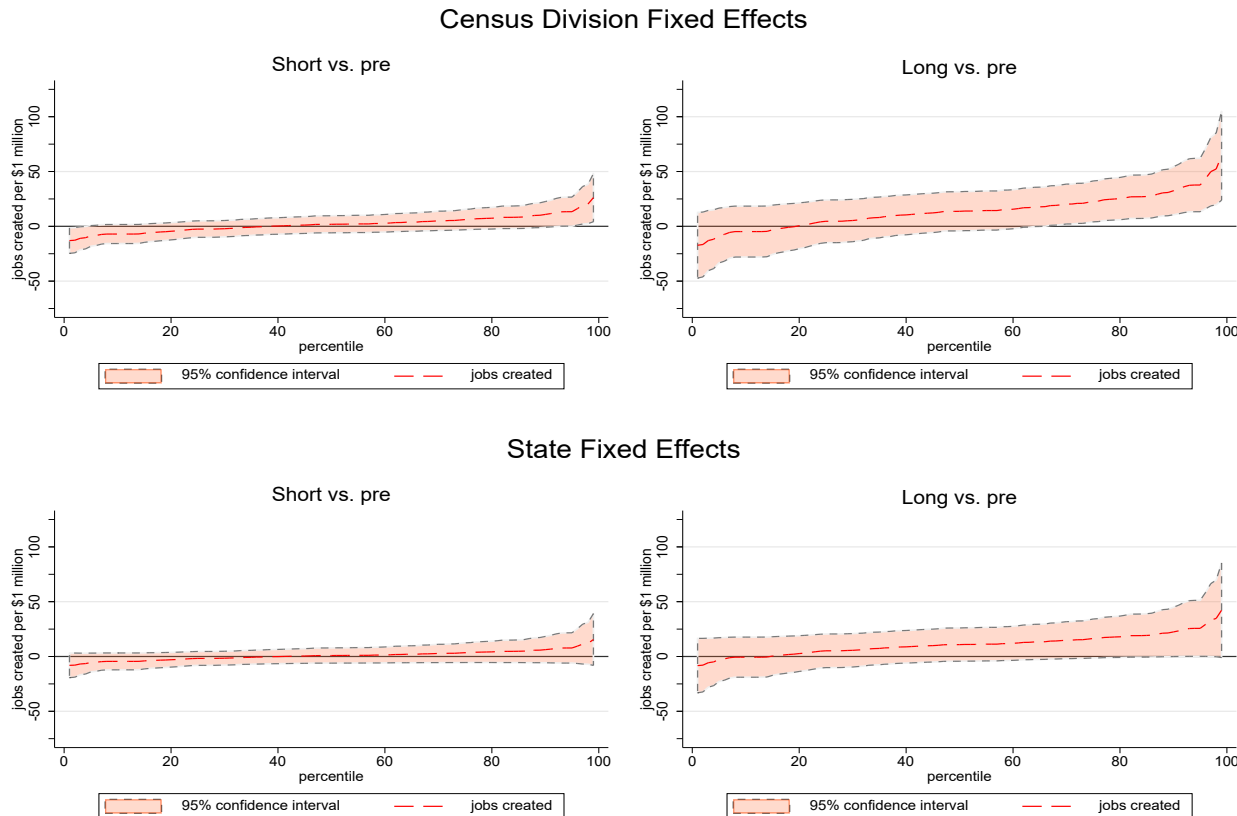 Census Division Fixed Effects
Short vs. pre
jobs created per $1 million
100
50
0
-50
0 20 40 60 80 100
percentile
95% confidence interval jobs created
Long vs. pre
jobs created per $1 million
100
50
0
-50
0 20 40 60 80 100
percentile
95% confidence interval jobs created
State Fixed Effects
Short vs. pre
jobs created per $1 million
100
50
0
-50
0 20 40 60 80 100
percentile
95% confidence interval jobs created
Long vs. pre
jobs created per $1 million
100
50
0
-50
0 20 40 60 80 100
percentile
95% confidence interval jobs created